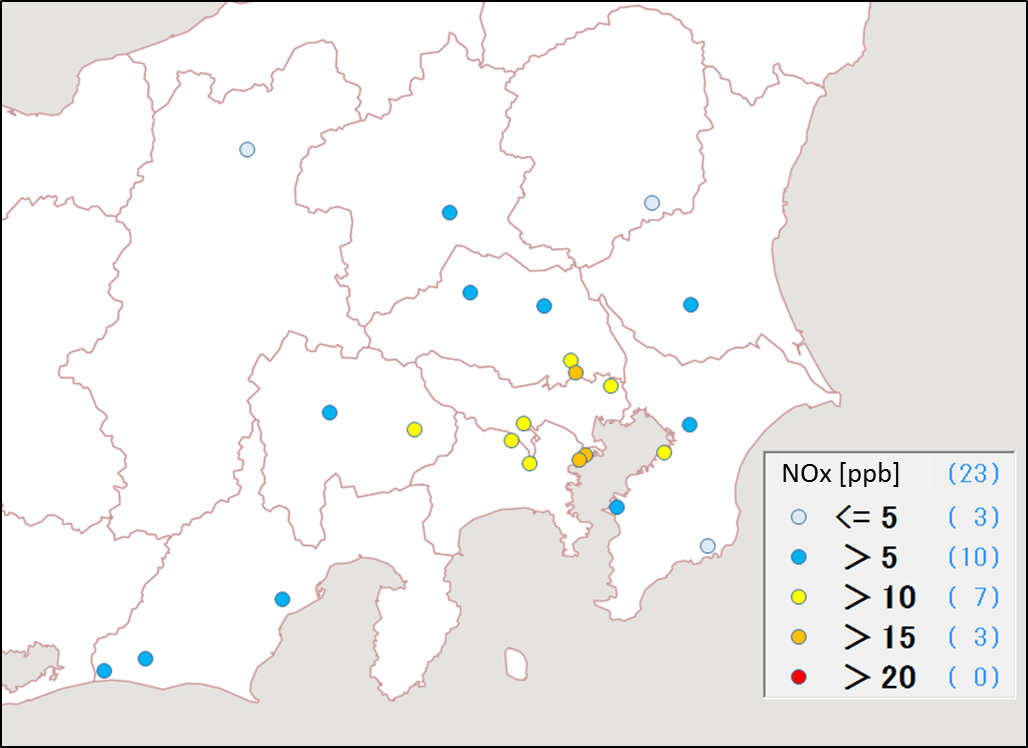 NOx [ppb] (23)
<= 5 ( 3)
> 5 (10)
> 10 ( 7)
> 15 ( 3)
> 20 ( 0)